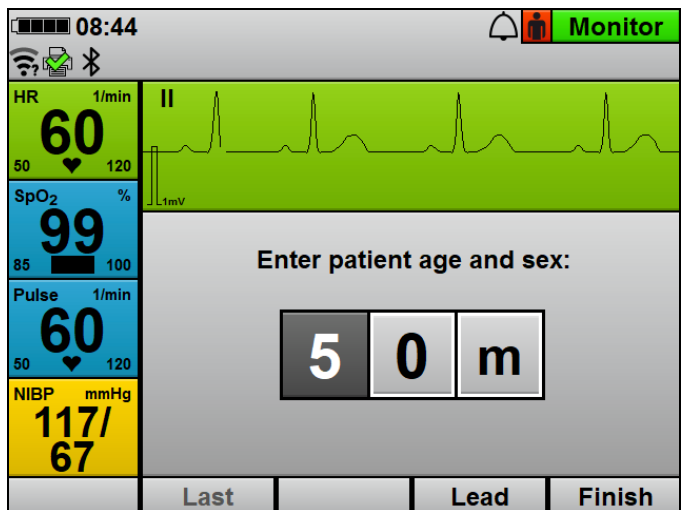 08:44
Monitor
?
HR 1/min
60
50 120
II
1mV
SpO2 %
99
85 100
Pulse 1/min
60
50 120
NIBP mmHg
117/
67
Enter patient age and sex:
5 0 m
Last Lead Finish